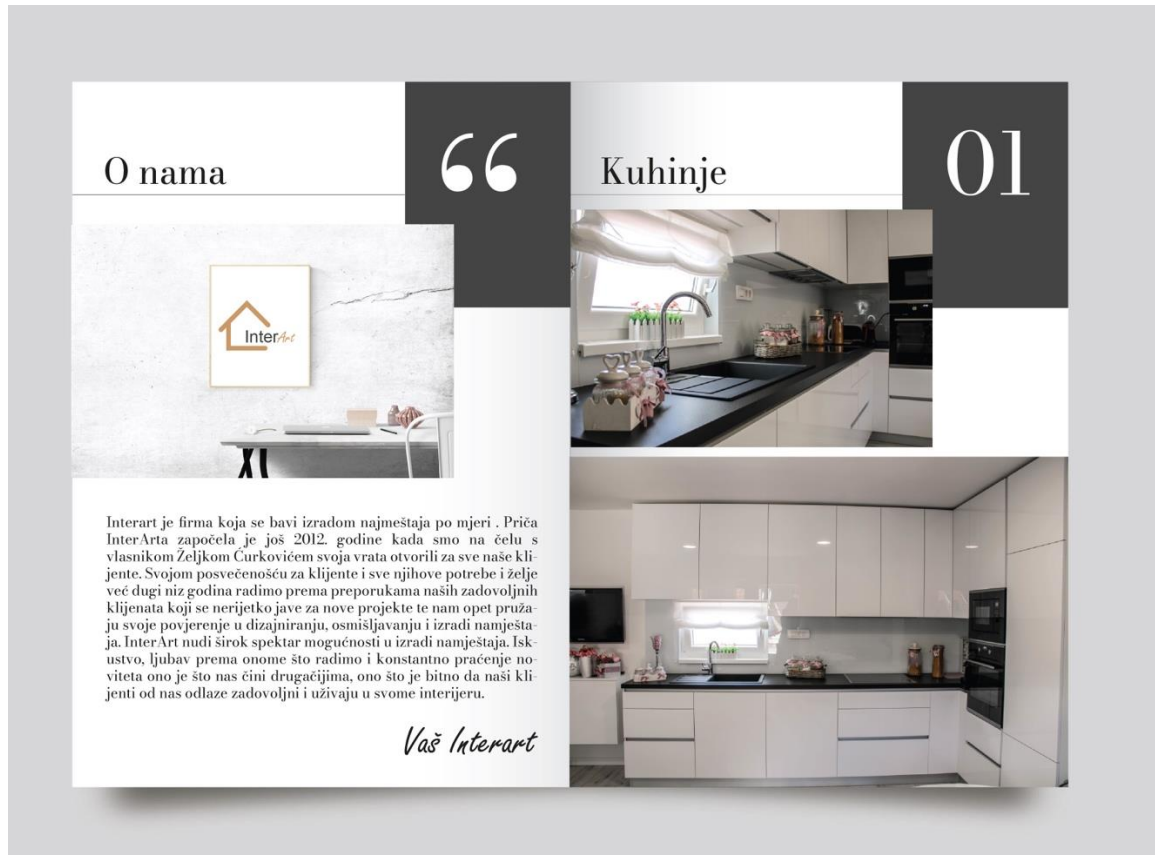 O nama
“
InterArt
Interart je firma koja se bavi izradom najmeštaja po mjeri . Priča
InterArta započela je još 2012. godine kada smo na čelu s
vlasnikom Željkom Ćurkovićem svoja vrata otvorili za sve naše kli-
jente. Svojom posvečenošću za klijente i sve njihove potrebe i želje
već dugi niz godina radimo prema preporukama naših zadovoljnih
klijenata koji se nerijetko jave za nove projekte te nam opet pruža-
ju svoje povjerenje u dizajniranju, osmišljavanju i izradi namješta-
ja. InterArt nudi širok spektar mogućnosti u izradi namještaja. Isk-
ustvo, ljubav prema onome što radimo i konstantno praćenje no-
viteta ono je što nas čini drugačijima, ono što je bitno da naši kli-
jenti od nas odlaze zadovoljni i uživaju u svome interijeru.
Vaš Interart
Kuhinje
01